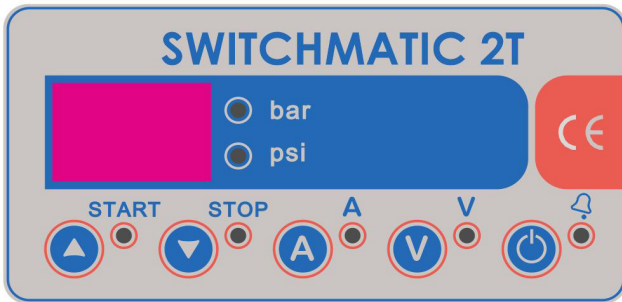 SWITCHMATIC 2T
bar
psi
CE
START STOP A V
A V